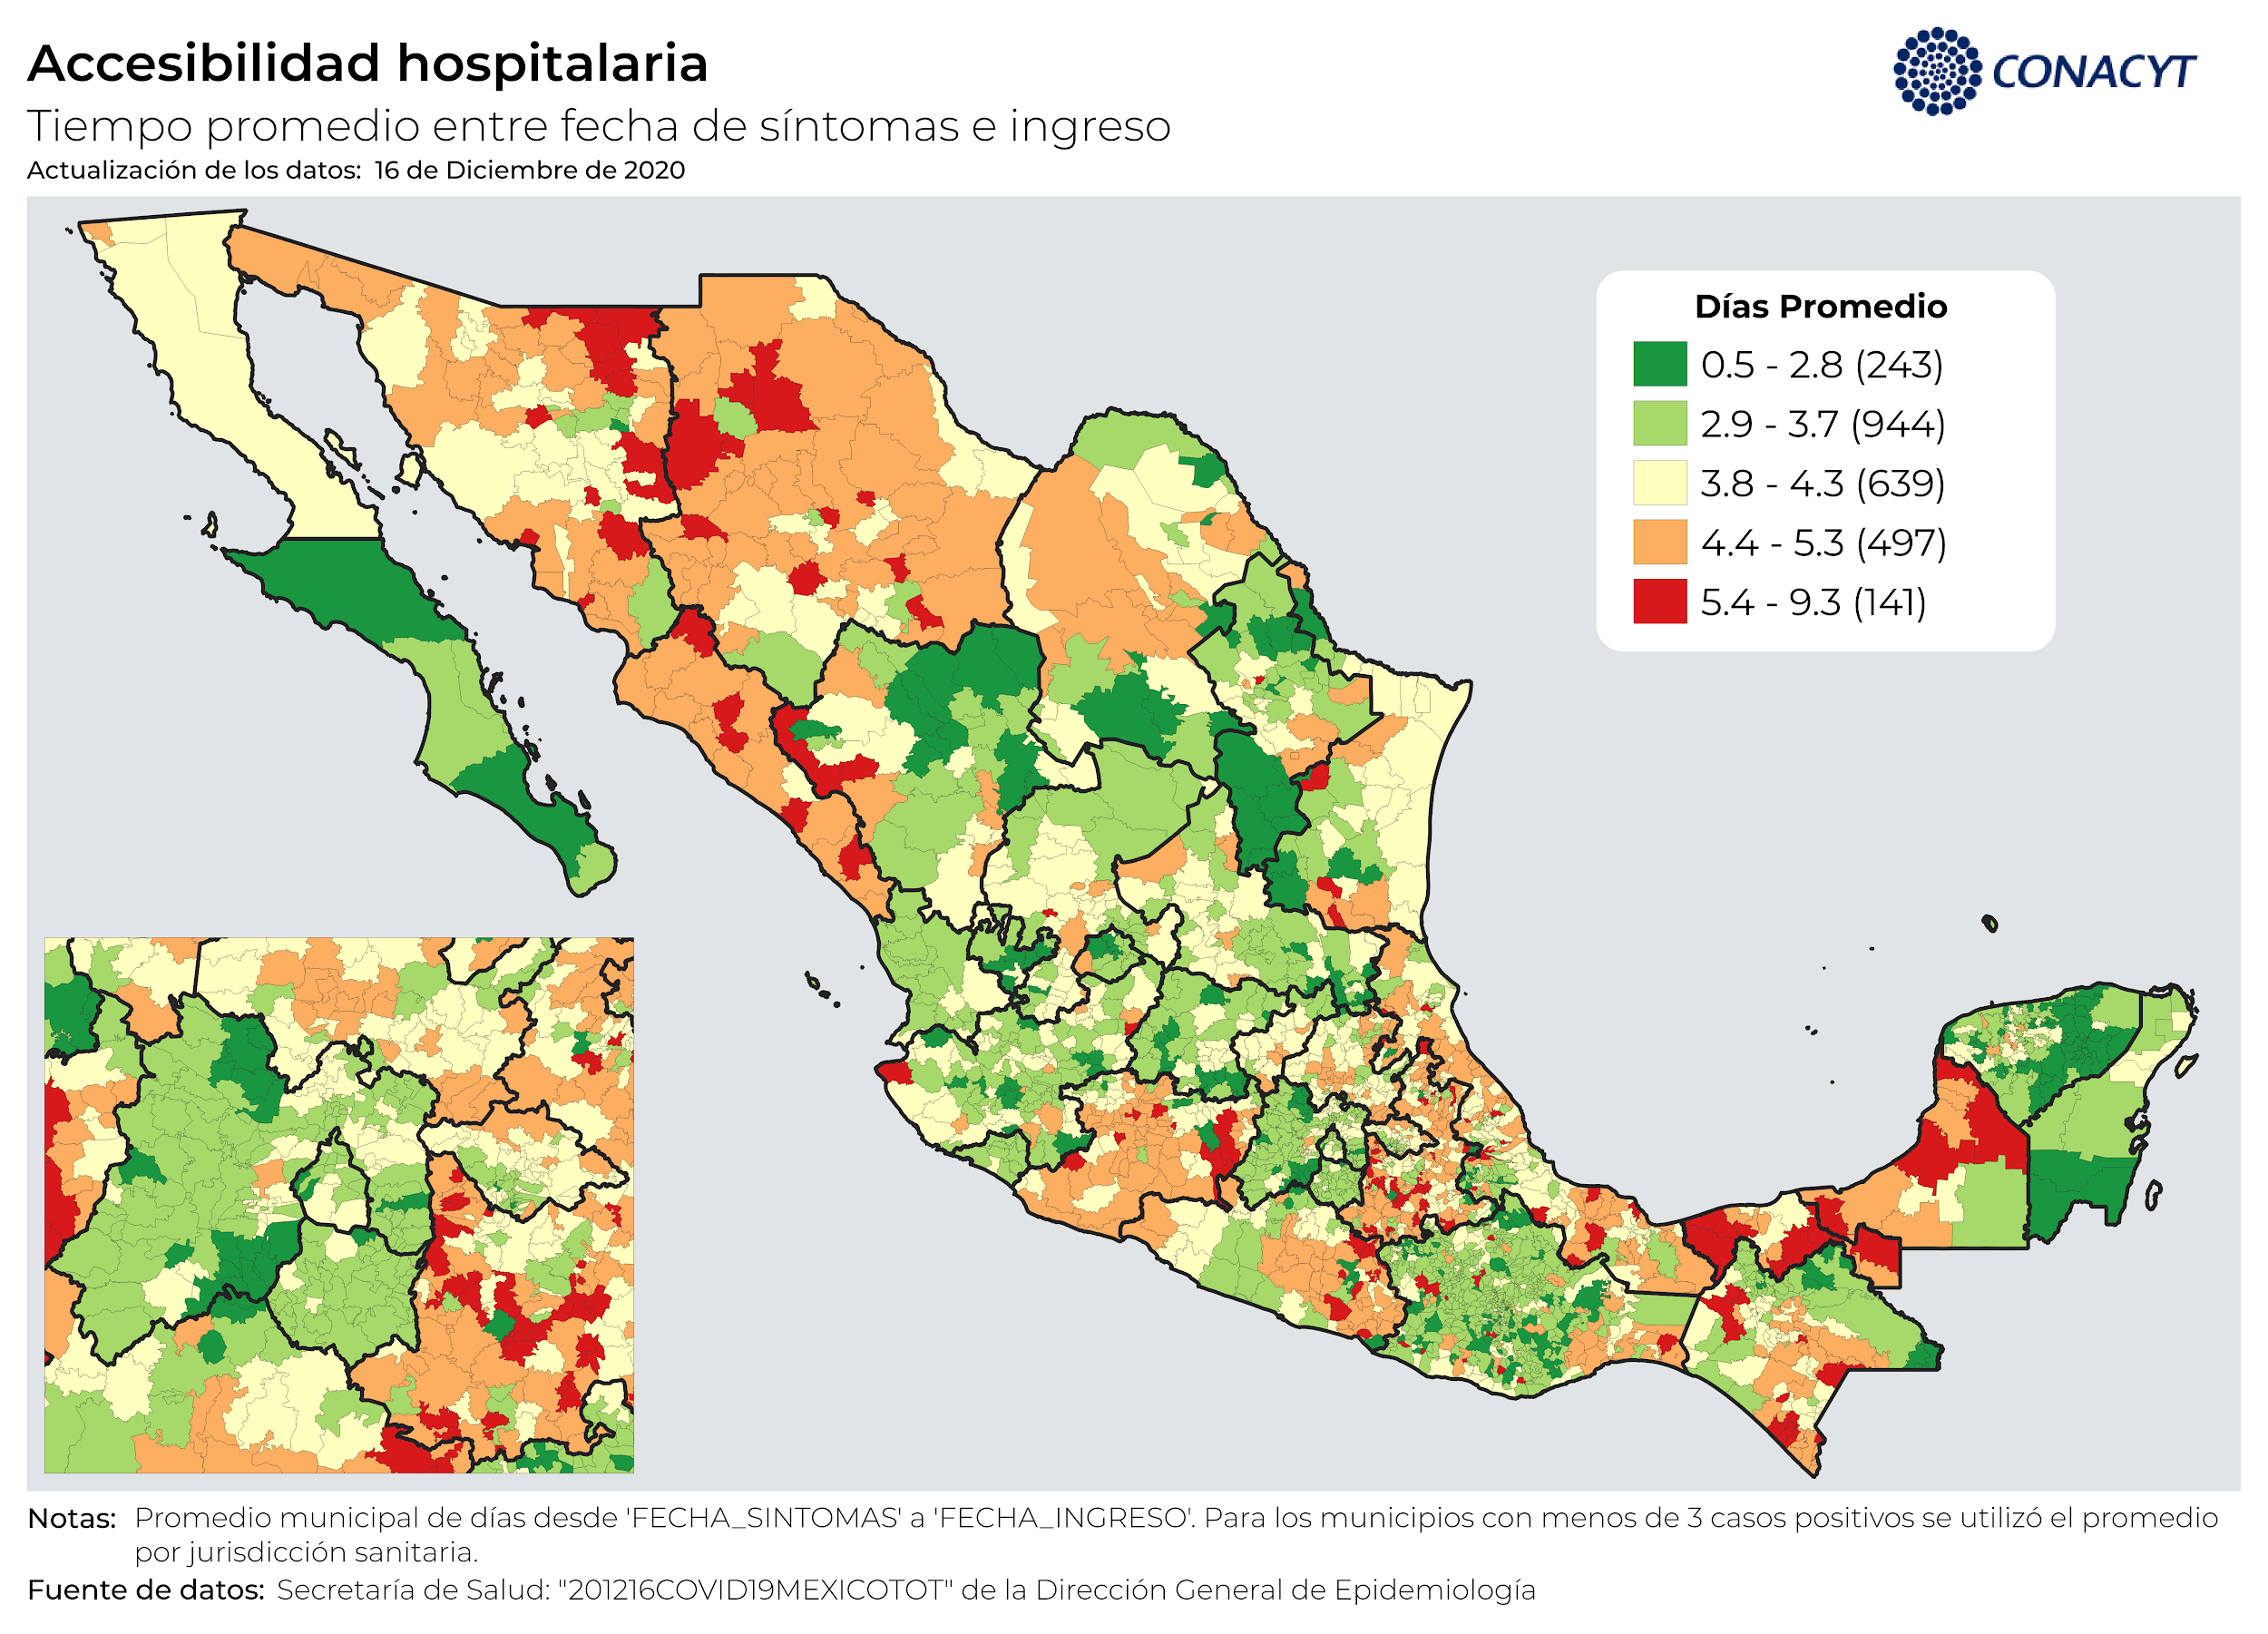 Accesibilidad hospitalaria
CONACYT
Tiempo promedio entre fecha de síntomas e ingreso
Actualización de los datos: 16 de Diciembre de 2020
Días Promedio
0.5 - 2.8 (243)
2.9 - 3.7 (944)
3.8 - 4.3 (639)
4.4 - 5.3 (497)
5.4 - 9.3 (141)
Notas: Promedio municipal de días desde 'FECHA_SINTOMAS' a 'FECHA_INGRESO'. Para los municipios con menos de 3 casos positivos se utilizó el promedio
por jurisdicción sanitaria.
Fuente de datos: Secretaría de Salud: "201216COVID19MEXICOTOT" de la Dirección General de Epidemiología